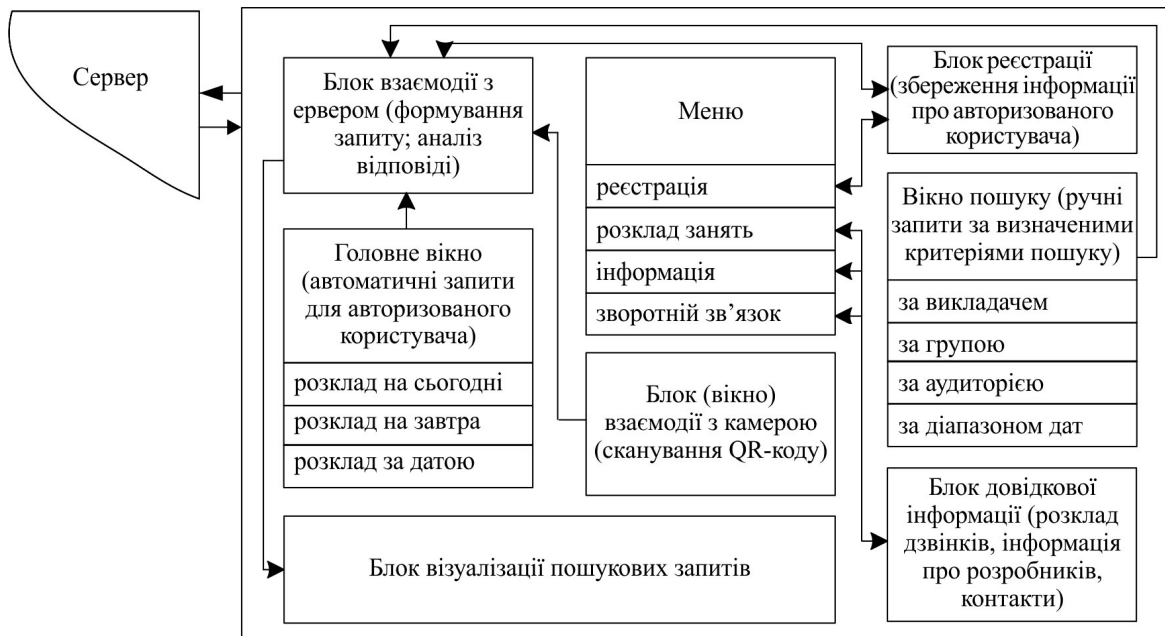 Сервер
Блок взаємодії з
ервером (формування
запиту; аналіз
відповіді)
Головне вікно
(автоматичні запити
для авторизованого
користувача)
розклад на сьогодні
розклад на завтра
розклад за датою
Меню
реєстрація
розклад занять
інформація
зворотній зв’язок
Блок (вікно)
взаємодії з камерою
(сканування QR-коду)
Блок реєстрації
(збереження інформації
про авторизованого
користувача)
Вікно пошуку (ручні
запити за визначеними
критеріями пошуку)
за викладачем
за групою
за аудиторією
за діапазоном дат
Блок довідкової
інформації (розклад
дзвінків, інформація
про розробників,
контакти)
Блок візуалізації пошукових запитів